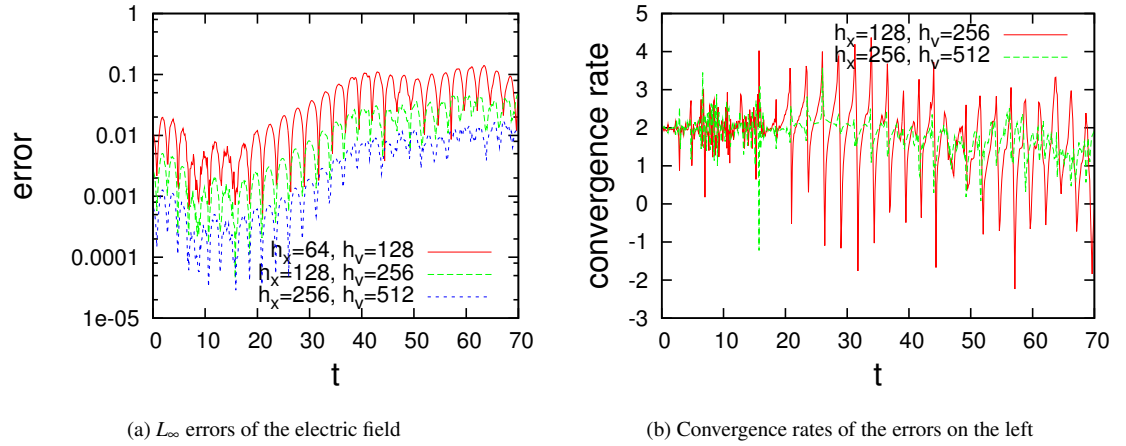 1
0.1
0.01
0.001
0.0001
1e-05
error
h_x=64, h_v=128
h_x=128, h_v=256
h_x=256, h_v=512
0 10 20 30 40 50 60 70
t
(a) L∞ errors of the electric field
5
4
3
2
1
0
-1
-2
-3
convergence rate
h_x=128, h_v=256
h_x=256, h_v=512
0 10 20 30 40 50 60 70
t
(b) Convergence rates of the errors on the left